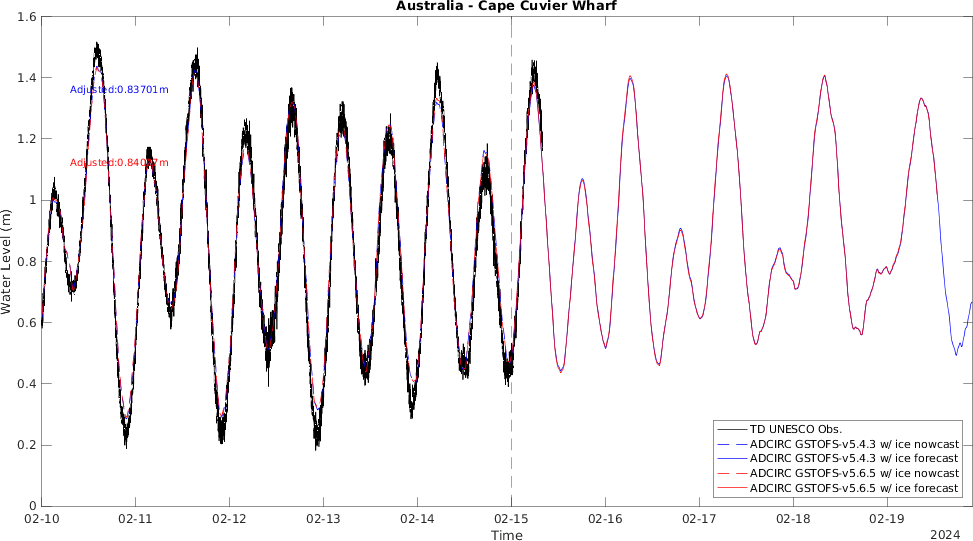 Australia - Cape Cuvier Wharf
1.6
1.4
1.2
1
0.8
0.6
0.4
0.2
0
Water Level (m)
Adjusted:0.83701m
02-10
02-11
02-12
02-13
02-14
02-15
02-16
02-17
02-18
02-19
Time
2024
TD UNESCO Obs.
ADCIRC GSTOFS-v5.4.3 w/ ice nowcast
ADCIRC GSTOFS-v5.4.3 w/ ice forecast
ADCIRC GSTOFS-v5.6.5 w/ ice nowcast
ADCIRC GSTOFS-v5.6.5 w/ ice forecast